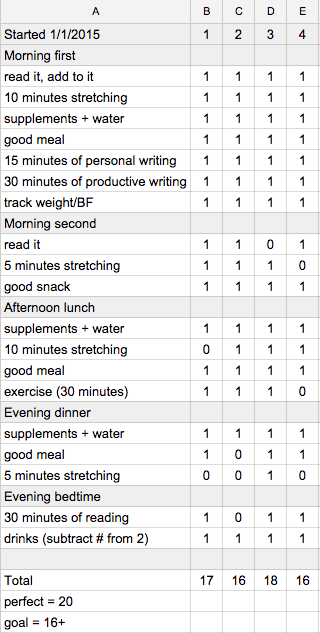 A B C D E
Started 1/1/2015 1 2 3 4
Morning first
read it, add to it 1 1 1 1
10 minutes stretching 1 1 1 1
supplements + water 1 1 1 1
good meal 1 1 1 1
15 minutes of personal writing 1 1 1 1
30 minutes of productive writing 1 1 1 1
track weight/BF 1 1 1 1
Morning second
read it 1 1 0 1
5 minutes stretching 1 1 1 0
good snack 1 1 1 1
Afternoon lunch
supplements + water 1 1 1 1
10 minutes stretching 0 1 1 1
good meal 1 1 1 1
exercise (30 minutes) 1 1 1 0
Evening dinner
supplements + water 1 1 1 1
good meal 1 0 1 1
5 minutes stretching 0 0 1 0
Evening bedtime
30 minutes of reading 1 0 1 1
drinks (subtract # from 2) 1 1 1 1
Total 17 16 18 16
perfect = 20
goal = 16+